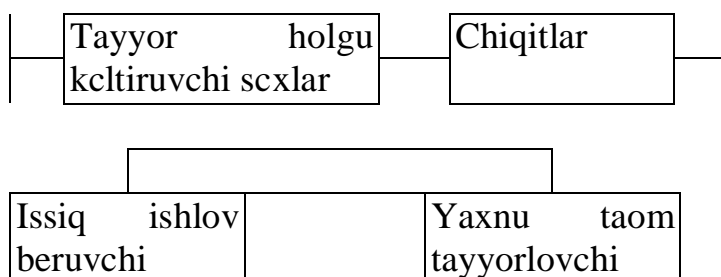 Tayyor holgu
kcltiruvchi scxlar
Chiqitlar
Issiq ishlov
beruvchi
Yaxnu taom
tayyorlovchi